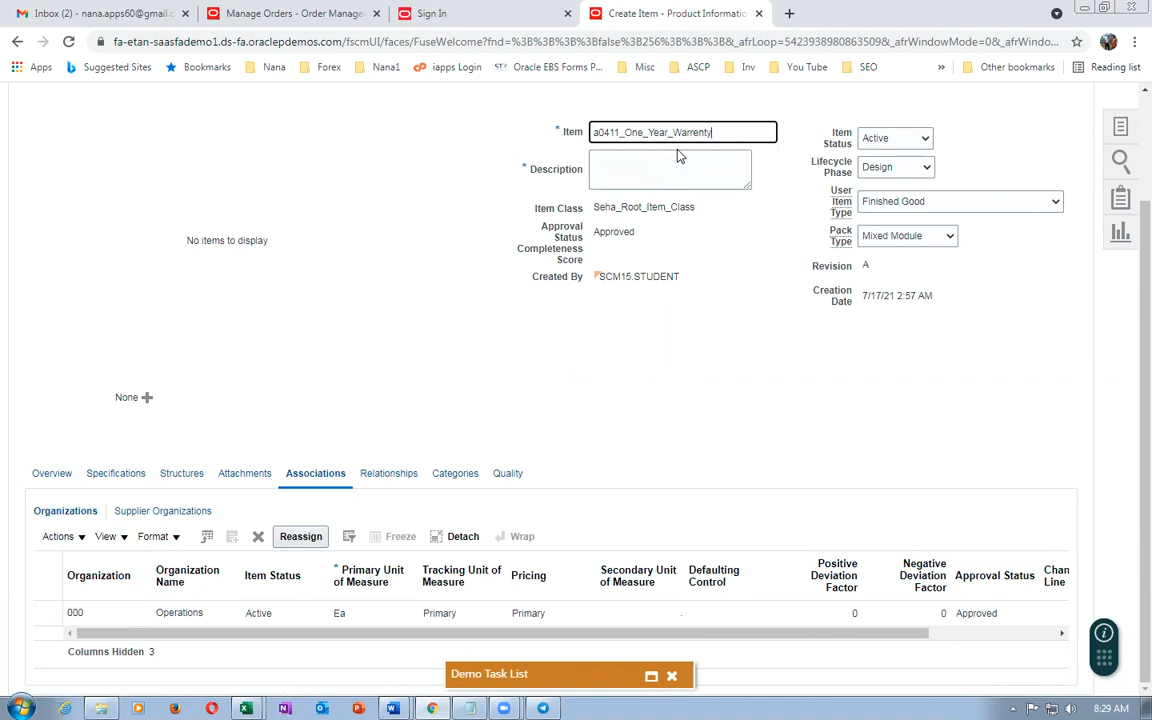 Inbox (2) - nana.apps60@gmail.c
Manage Orders - Order Manage
Sign In
Create Item - Product Informatio
fa-etan-saasfademo1.ds-fa.oraclepdemos.com/fscmUI/faces/FuseWelcome?fnd=%3B%3B%3B%3Bfalse%3B256%3B%3B%3B&_afrLoop=5423938980863509&_afrWindowMode=0&_afrWindo...
Apps
Suggested Sites
Bookmarks
Nana
Forex
Nana1
iapps Login
Oracle EBS Forms P...
Misc
ASCP
Inv
You Tube
SEO
»
Other bookmarks
Reading list
* Item a0411_One_Year_Warrenty
* Description
Item Class Seha_Root_Item_Class
Approval Status Approved
Completeness Score
Created By SCM15.STUDENT
Item Status Active
Lifecycle Phase Design
User Item Type Finished Good
Pack Type Mixed Module
Revision A
Creation Date 7/17/21 2:57 AM
No items to display
None
Overview Specifications Structures Attachments Associations Relationships Categories Quality
Organizations Supplier Organizations
Actions View Format Reassign Freeze Detach Wrap
Organization
Organization Name
Item Status
* Primary Unit of Measure
Tracking Unit of Measure
Pricing
Secondary Unit of Measure
Defaulting Control
Positive Deviation Factor
Negative Deviation Factor
Approval Status
Chan Line
000 Operations Active Ea Primary Primary 0 0 Approved
Columns Hidden 3
Demo Task List
8:29 AM